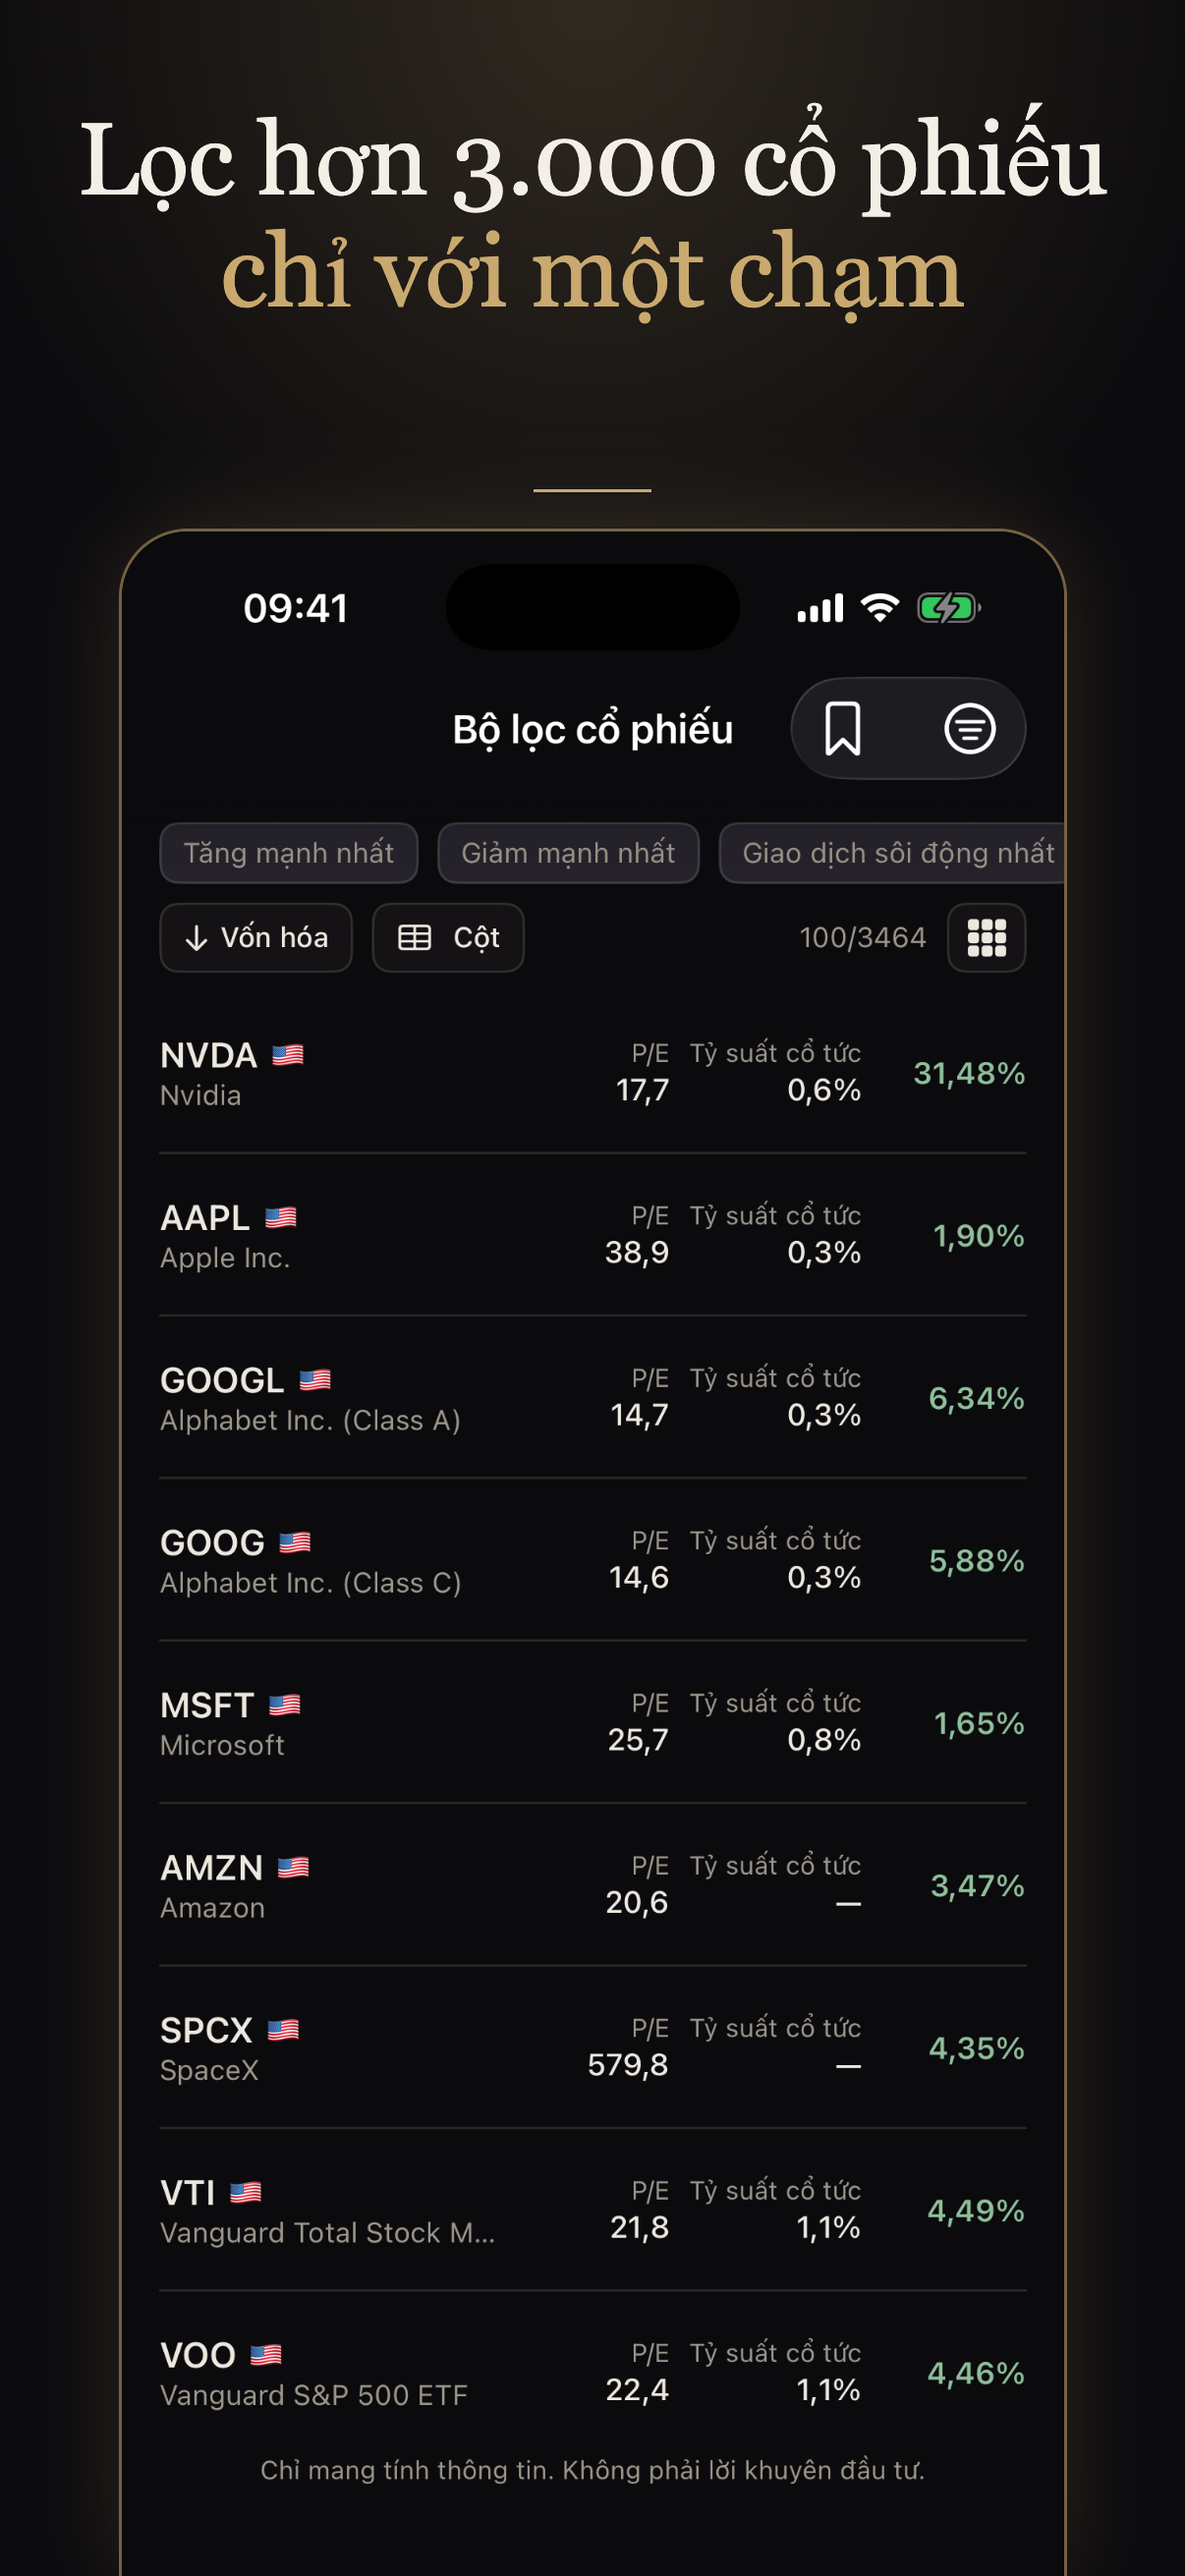 Lọc hơn 3.000 cổ phiếu
chỉ với một chạm
09:41
Bộ lọc cổ phiếu
Tăng mạnh nhất
Giảm mạnh nhất
Giao dịch sôi động nhất
↓ Vốn hóa
Cột
100/3464
NVDA
Nvidia
P/E
17,7
Tỷ suất cổ tức
0,6%
31,48%
AAPL
Apple Inc.
P/E
38,9
Tỷ suất cổ tức
0,3%
1,90%
GOOGL
Alphabet Inc. (Class A)
P/E
14,7
Tỷ suất cổ tức
0,3%
6,34%
GOOG
Alphabet Inc. (Class C)
P/E
14,6
Tỷ suất cổ tức
0,3%
5,88%
MSFT
Microsoft
P/E
25,7
Tỷ suất cổ tức
0,8%
1,65%
AMZN
Amazon
P/E
20,6
Tỷ suất cổ tức
—
3,47%
SPCX
SpaceX
P/E
579,8
Tỷ suất cổ tức
—
4,35%
VTI
Vanguard Total Stock M...
P/E
21,8
Tỷ suất cổ tức
1,1%
4,49%
VOO
Vanguard S&P 500 ETF
P/E
22,4
Tỷ suất cổ tức
1,1%
4,46%
Chỉ mang tính thông tin. Không phải lời khuyên đầu tư.